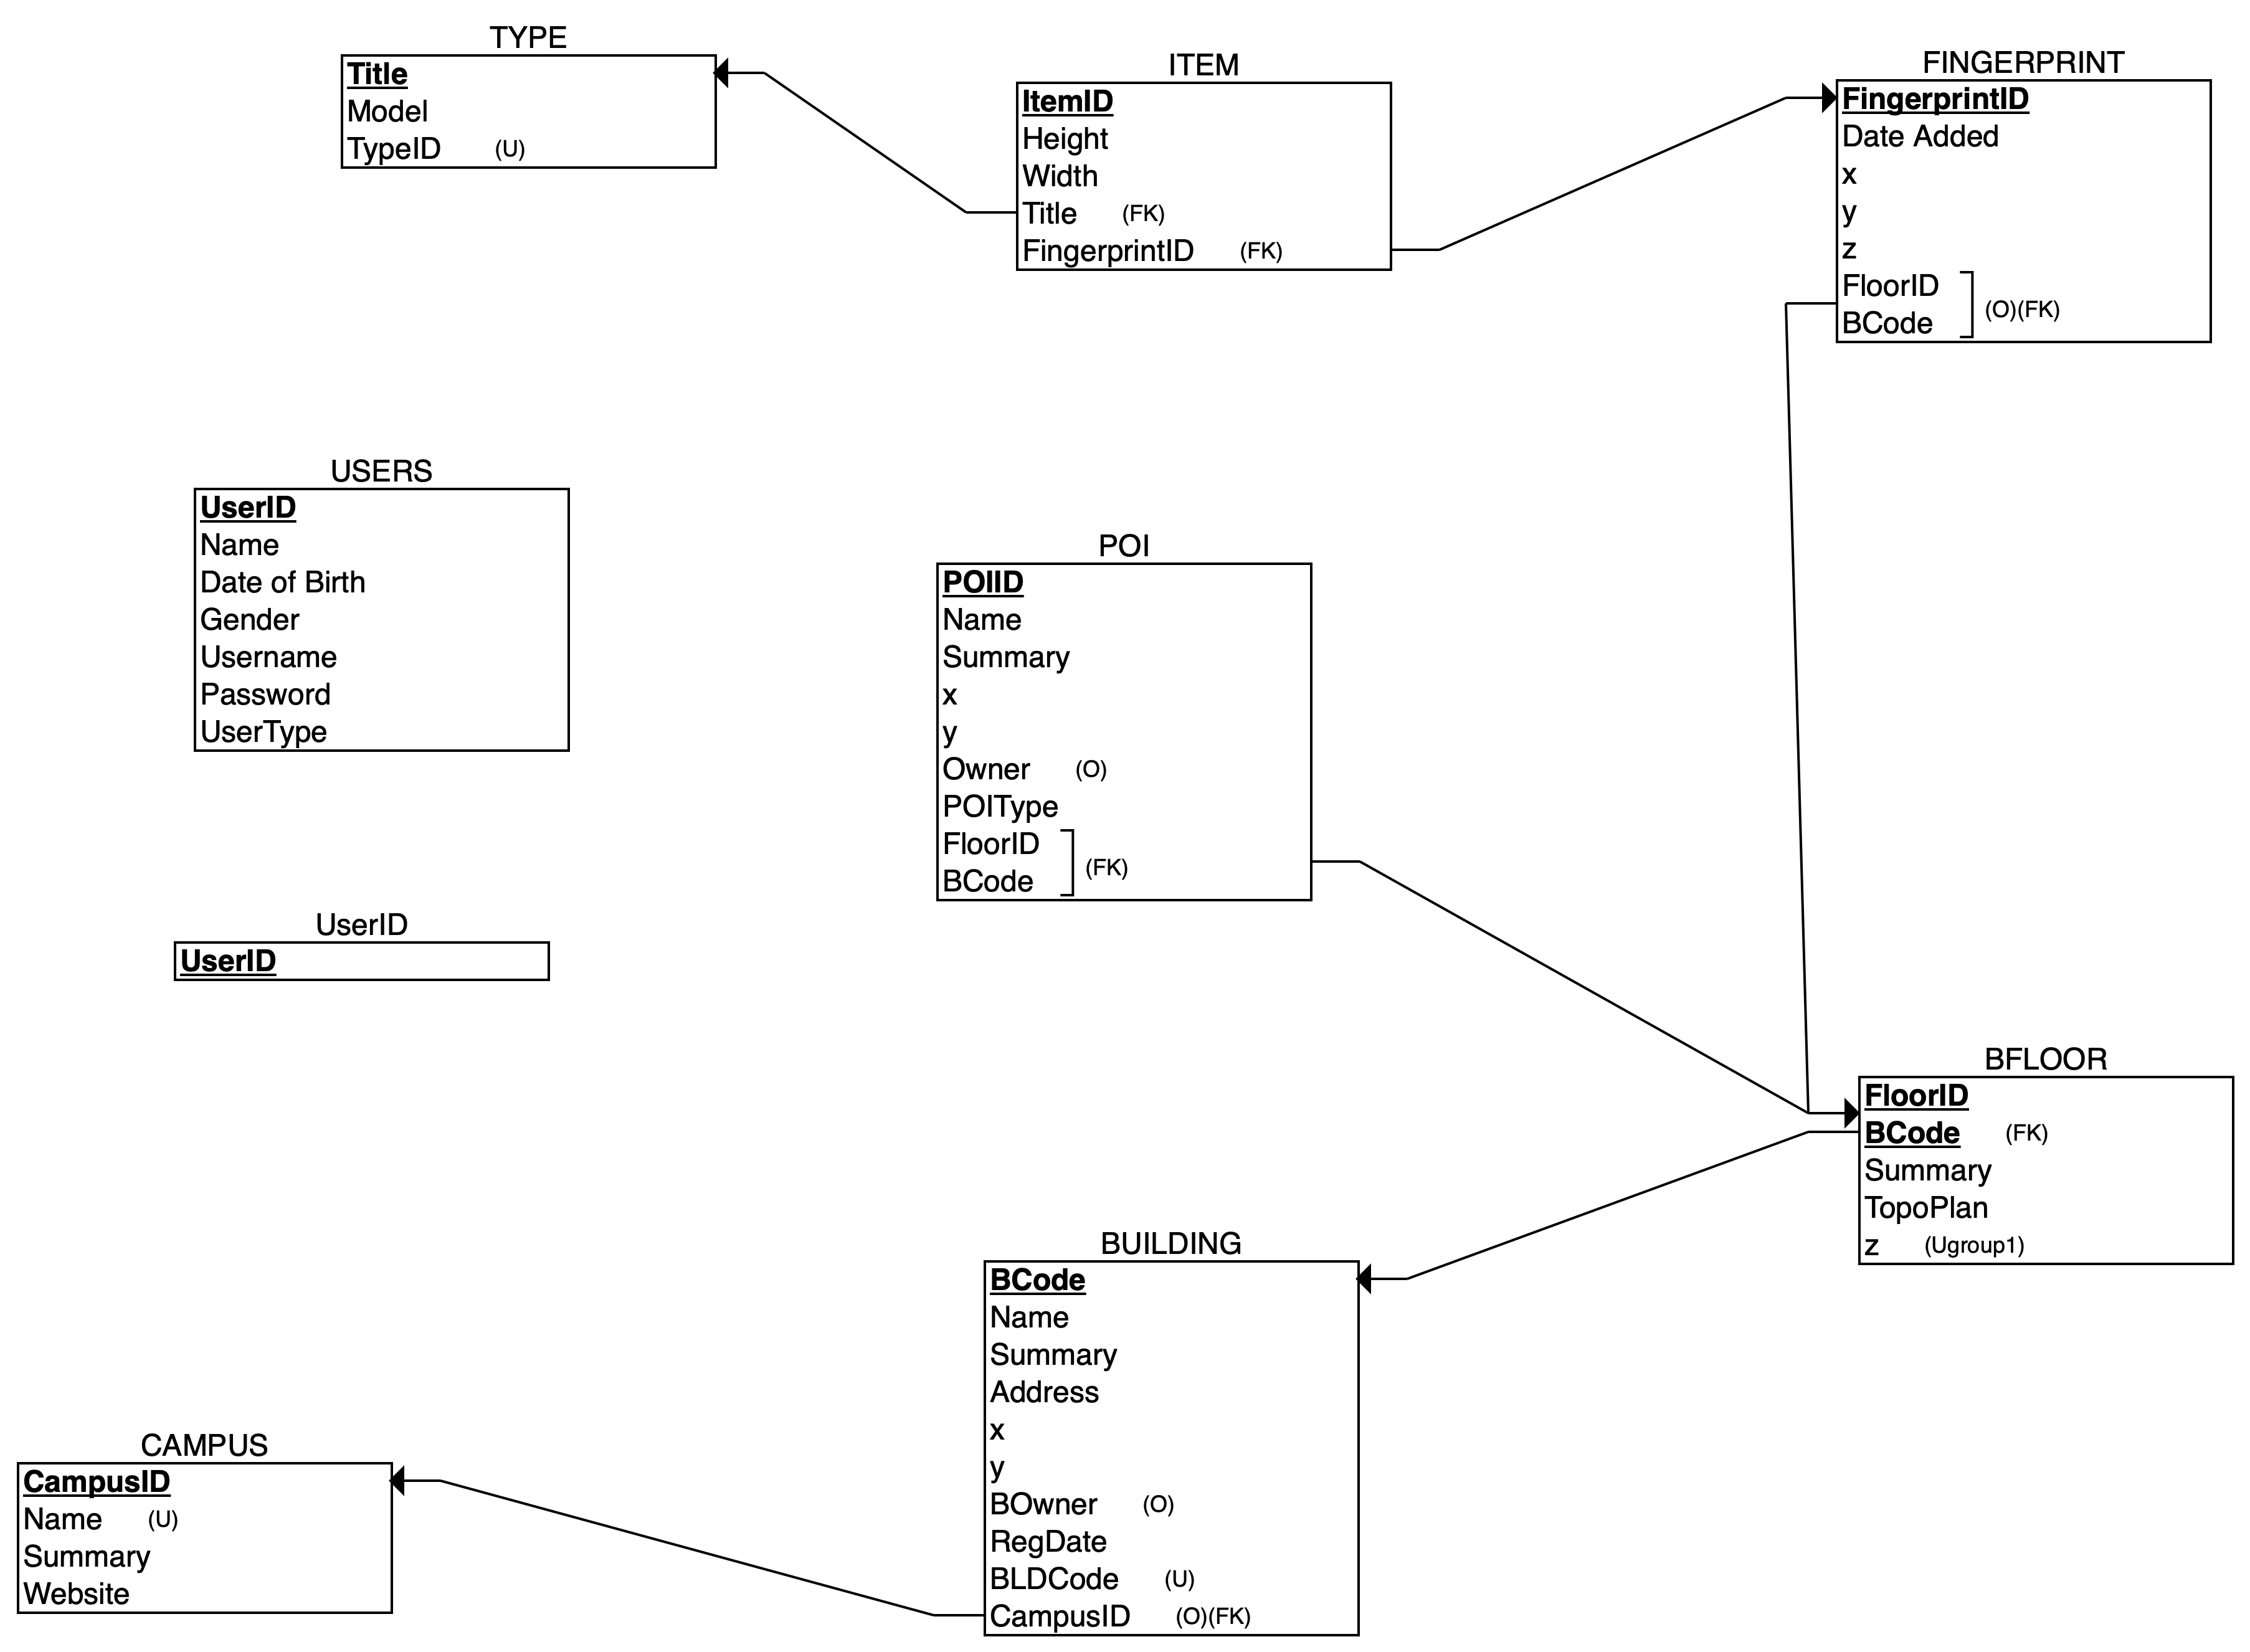 TYPE
Title
Model
TypeID (U)
ITEM
ItemID
Height
Width
Title (FK)
FingerprintID (FK)
FINGERPRINT
FingerprintID
Date Added
x
y
z
FloorID
BCode
(O)(FK)
USERS
UserID
Name
Date of Birth
Gender
Username
Password
UserType
POI
POIID
Name
Summary
x
y
Owner (O)
POIType
FloorID
BCode
(FK)
UserID
UserID
BFLOOR
FloorID
BCode (FK)
Summary
TopoPlan
z (Ugroup1)
BUILDING
BCode
Name
Summary
Address
x
y
BOwner (O)
RegDate
BLDCode (U)
CampusID (O)(FK)
CAMPUS
CampusID
Name (U)
Summary
Website